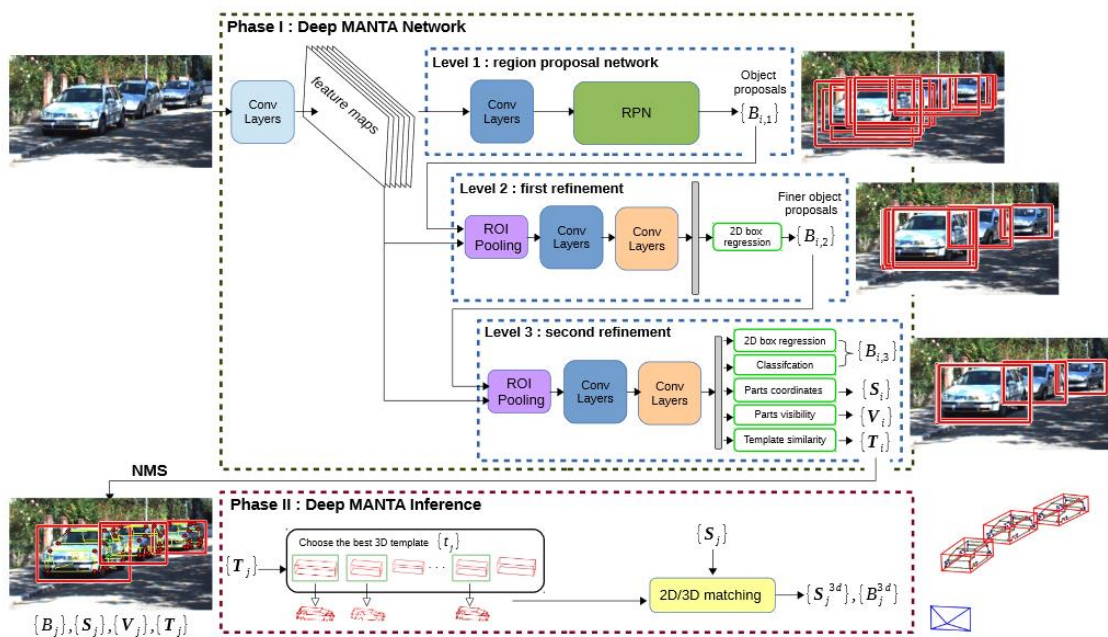 Phase I : Deep MANTA Network
Conv
Layers
feature maps
Level 1 : region proposal network
Conv
Layers
RPN
Object
proposals
{B_{i,1}}
Level 2 : first refinement
ROI
Pooling
Conv
Layers
Conv
Layers
2D box
regression
Finer object
proposals
{B_{i,2}}
Level 3 : second refinement
ROI
Pooling
Conv
Layers
Conv
Layers
2D box regression
Classifcation
{B_{i,3}}
Parts coordinates
{S_i}
Parts visibility
{V_i}
Template similarity
{T_i}
NMS
{B_j},{S_j},{V_j},{T_j}
Phase II : Deep MANTA Inference
{T_j}
Choose the best 3D template {t_j}
. . .
{S_j}
2D/3D matching
{S_j^{3d}},{B_j^{3d}}